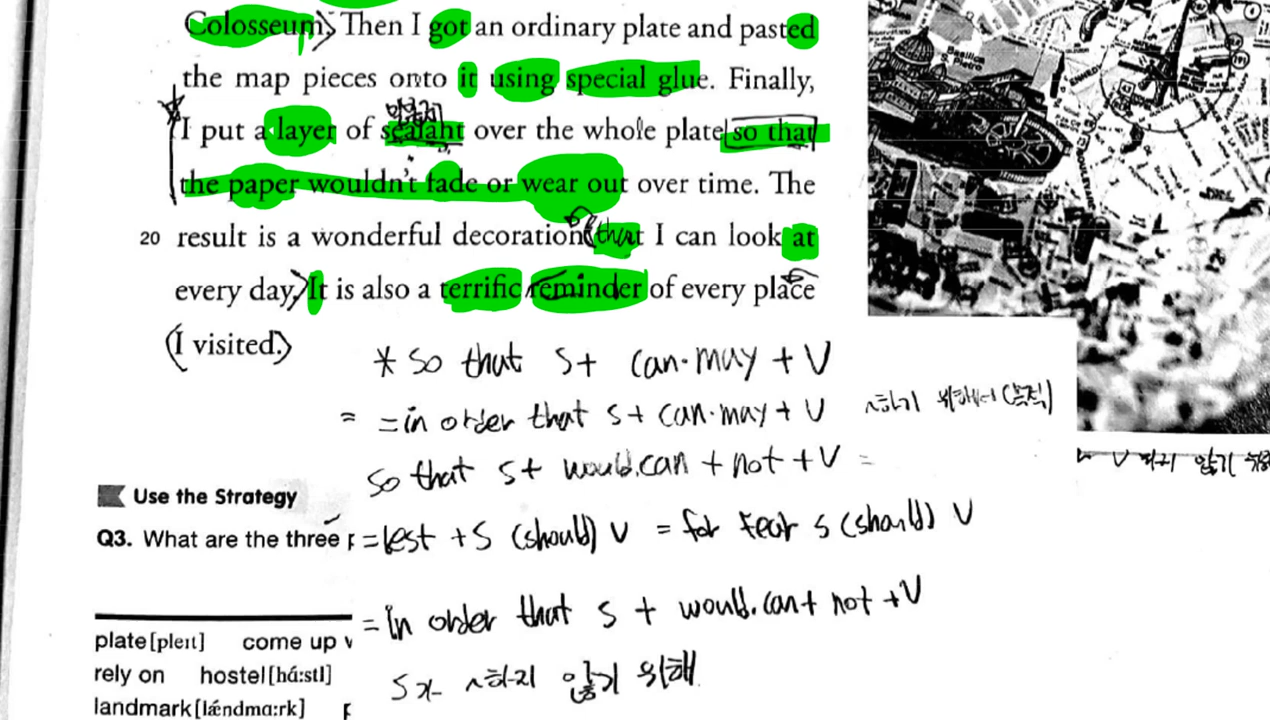 Colosseum. Then I got an ordinary plate and pasted
the map pieces onto it using special glue. Finally,
I put a layer of sealant over the whole plate so that
the paper wouldn't fade or wear out over time. The
20 result is a wonderful decoration that I can look at
every day. It is also a terrific reminder of every place
I visited.
* so that S+ can·may + V
= = in order that S+ can·may + V ~하기 위해서 (목적)
so that S+ would.can + not + V =
V 하지 않기
Use the Strategy
Q3. What are the three
= lest + S (should) V = for fear S (should) V
= in order that S + would.can + not + V
S가 ~하지 않기 위해
plate[pleɪt] come up
rely on hostel[há:stl]
landmark[lǽndmɑ:rk]